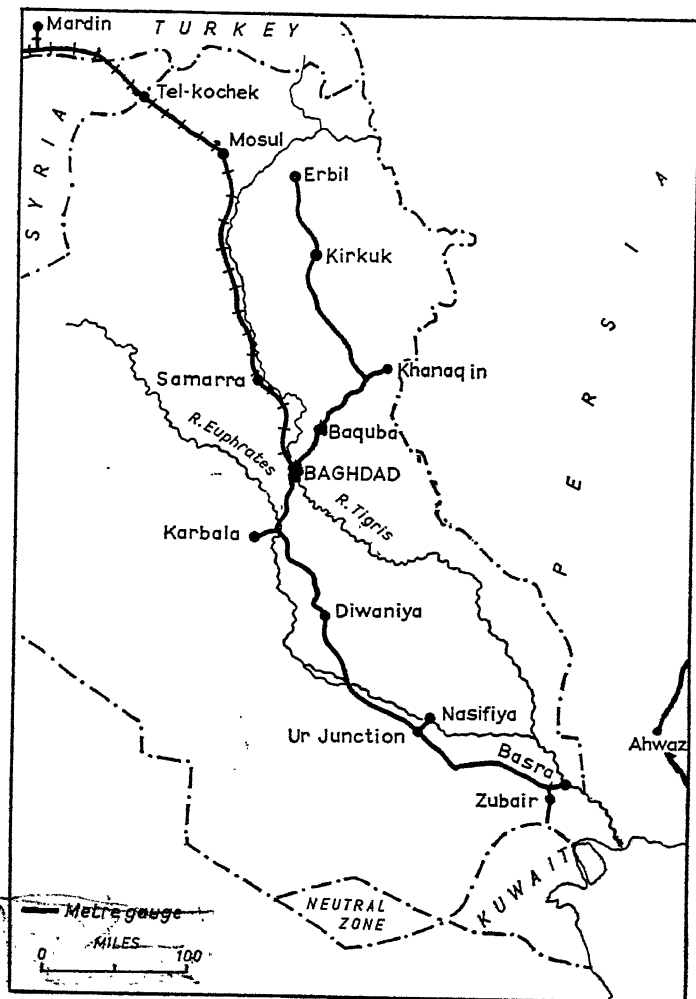 Mardin
TURKEY
Tel-kochek
SYRIA
Mosul
Erbil
Kirkuk
PERSIA
Khanaqin
Samarra
Baquba
R. Euphrates
BAGHDAD
R. Tigris
Karbala
Diwaniya
Nasifiya
Ur Junction
Basra
Ahwaz
Zubair
KUWAIT
NEUTRAL
ZONE
Metre gauge
MILES
0 100